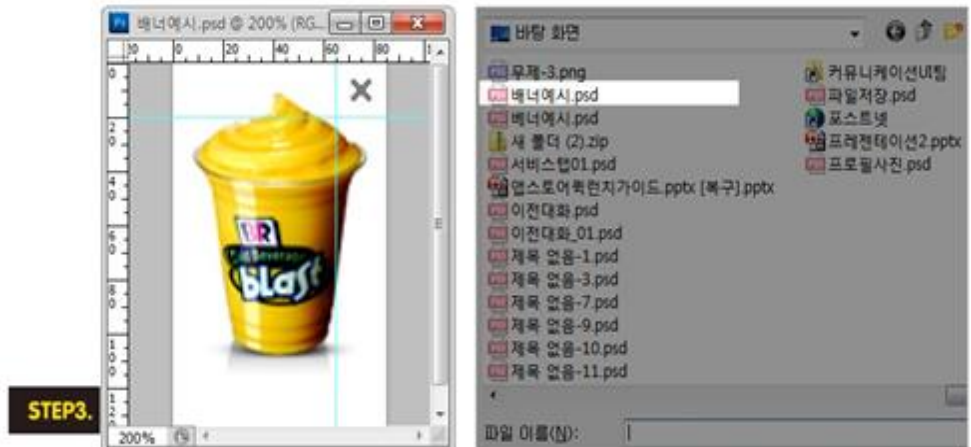 배너예시.psd @ 200% (RG...
BR
blast
STEP3.
200%
바탕 화면
무제-3.png
배너예시.psd
베너예시.psd
새 폴더 (2).zip
서비스탭01.psd
앱스토어퀵런치가이드.pptx [복구].pptx
이전대화.psd
이전대화_01.psd
제목 없음-1.psd
제목 없음-3.psd
제목 없음-7.psd
제목 없음-9.psd
제목 없음-10.psd
제목 없음-11.psd
커뮤니케이션UI팀
파일저장.psd
포스트넷
프레젠테이션2.pptx
프로필사진.psd
파일 이름(N):